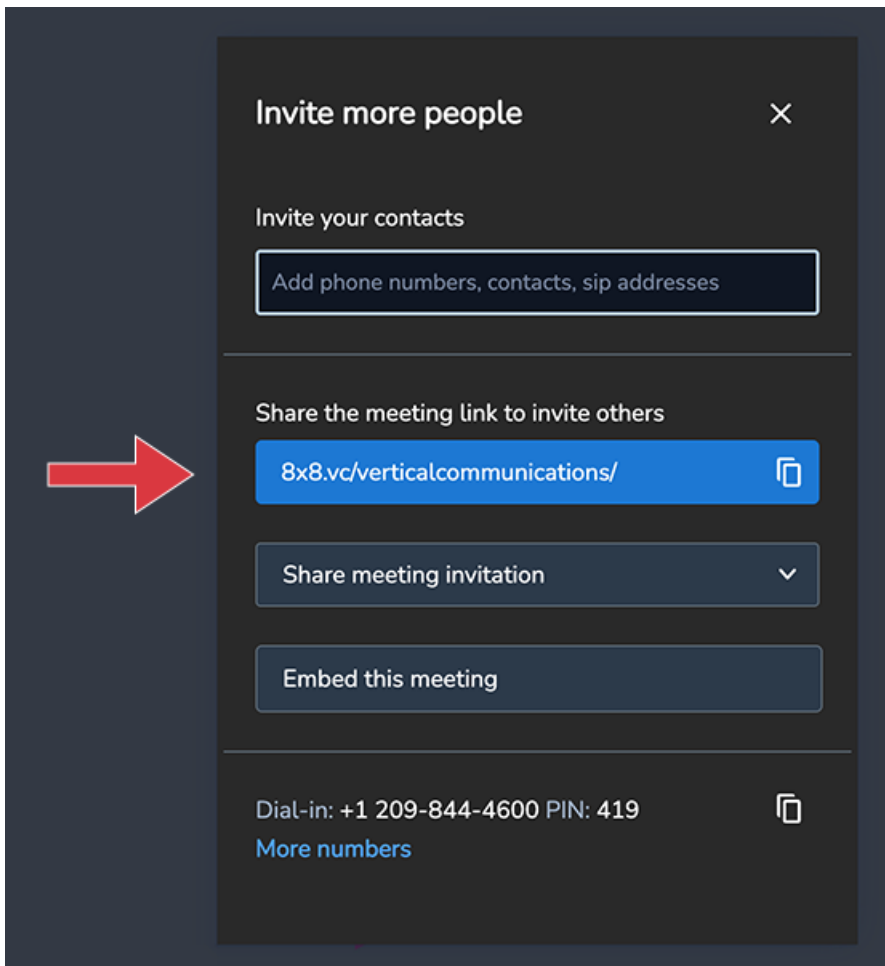 Invite more people
Invite your contacts
Add phone numbers, contacts, sip addresses
Share the meeting link to invite others
8x8.vc/verticalcommunications/
Share meeting invitation
Embed this meeting
Dial-in: +1 209-844-4600 PIN: 419
More numbers